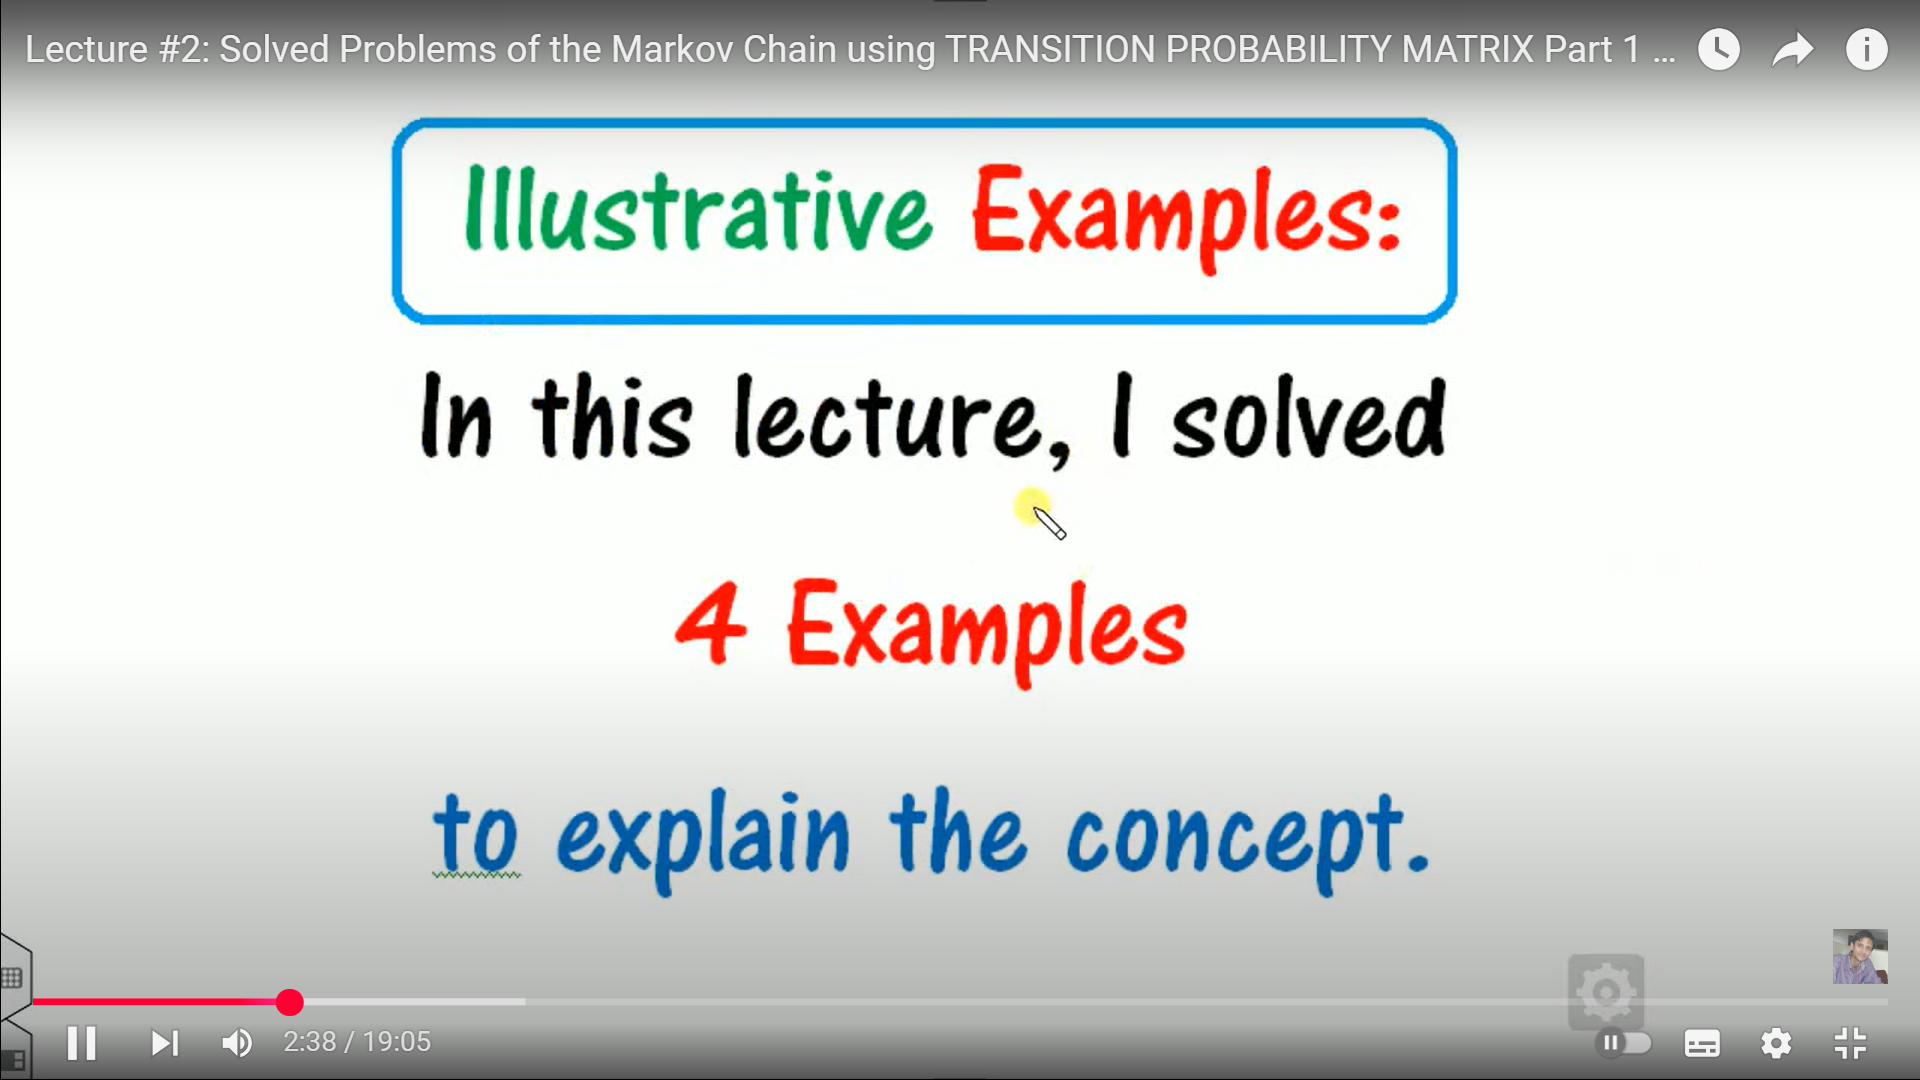 Lecture #2: Solved Problems of the Markov Chain using TRANSITION PROBABILITY MATRIX Part 1 ...
Illustrative Examples:
In this lecture, I solved
4 Examples
to explain the concept.
2:38 / 19:05